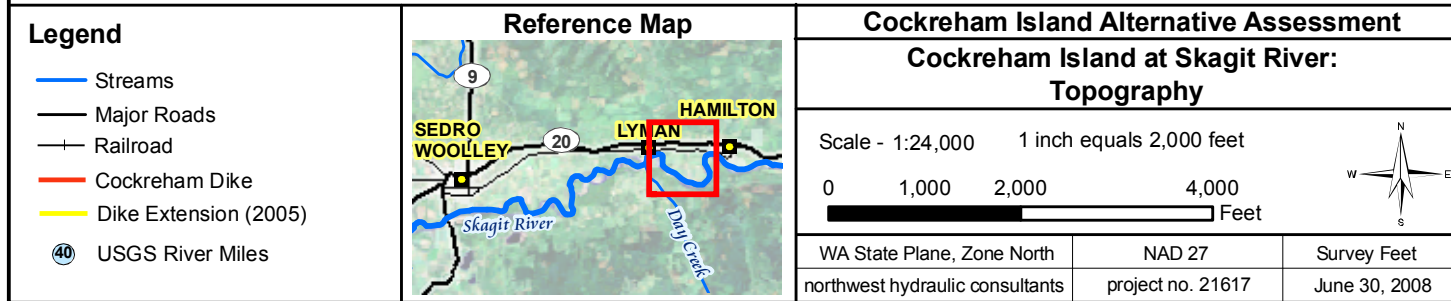 Legend
Streams
Major Roads
Railroad
Cockreham Dike
Dike Extension (2005)
40 USGS River Miles
Reference Map
9
SEDRO
WOOLLEY
20
LYMAN
HAMILTON
Skagit River
Day Creek
Cockreham Island Alternative Assessment
Cockreham Island at Skagit River:
Topography
Scale - 1:24,000 1 inch equals 2,000 feet
0 1,000 2,000 4,000
Feet
N
W E
S
WA State Plane, Zone North NAD 27 Survey Feet
northwest hydraulic consultants project no. 21617 June 30, 2008